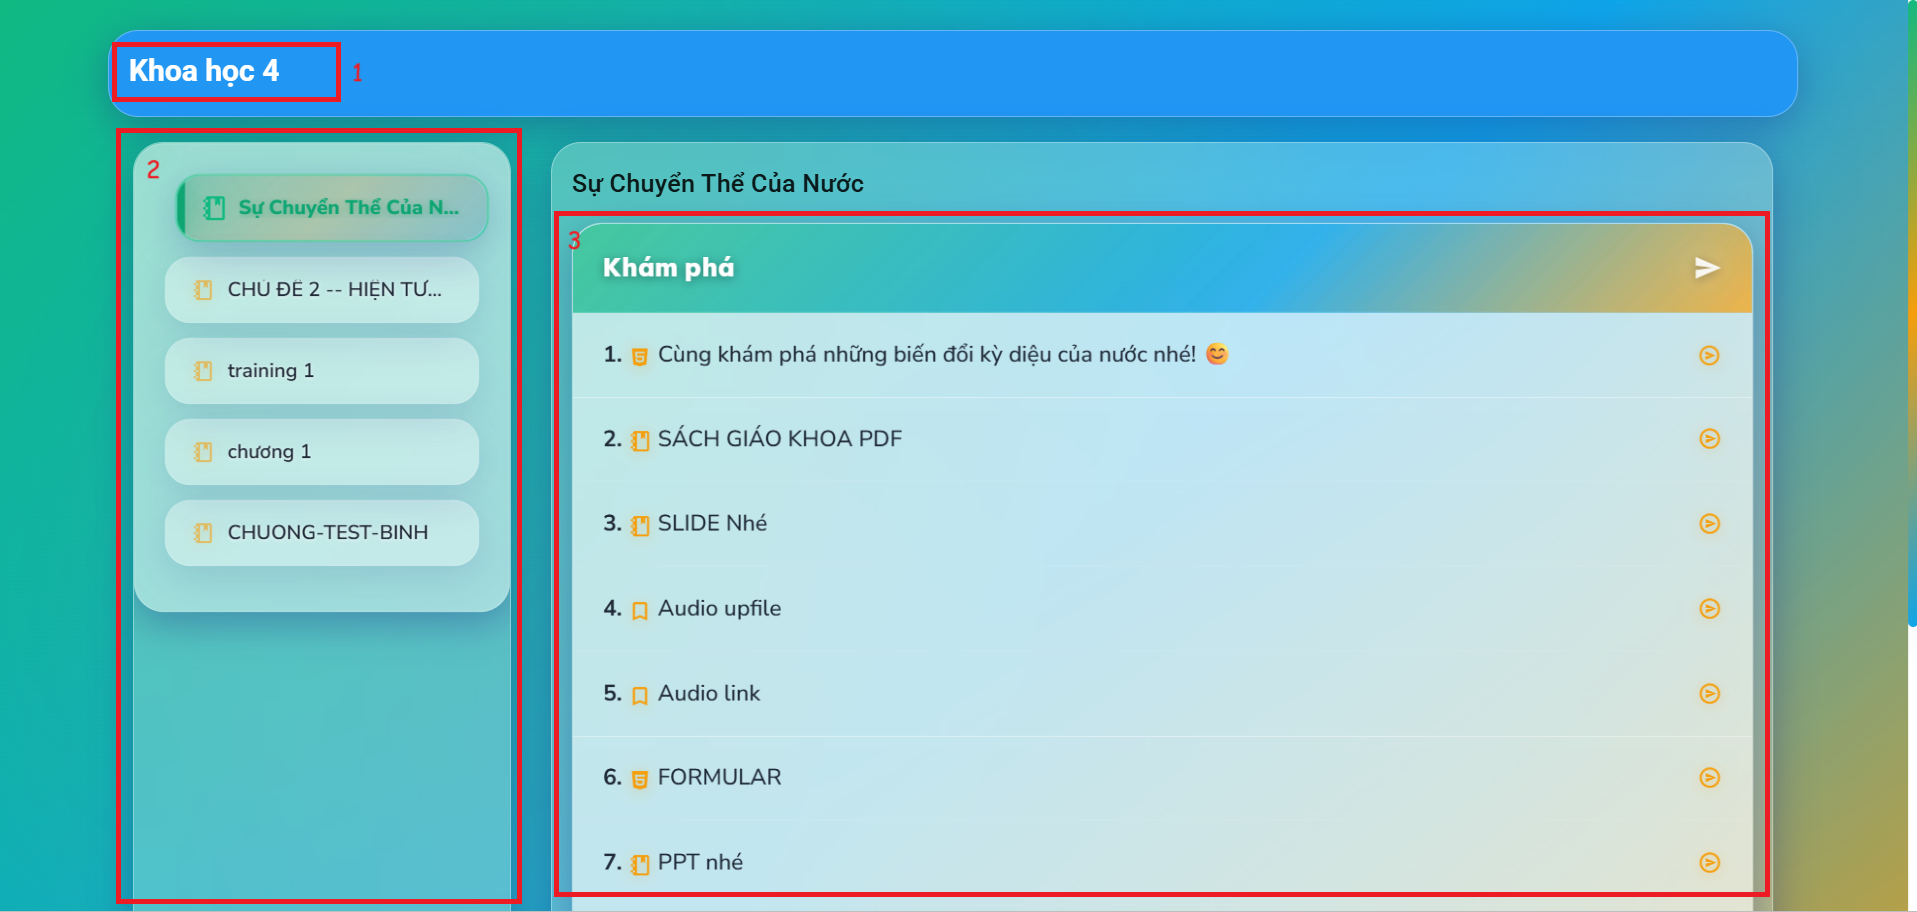 Khoa học 4
1
2
Sự Chuyển Thể Của N...
CHỦ ĐỀ 2 -- HIỆN TƯ...
training 1
chương 1
CHUONG-TEST-BINH
Sự Chuyển Thể Của Nước
3
Khám phá
1. Cùng khám phá những biến đổi kỳ diệu của nước nhé! 😊
2. SÁCH GIÁO KHOA PDF
3. SLIDE Nhé
4. Audio upfile
5. Audio link
6. FORMULAR
7. PPT nhé